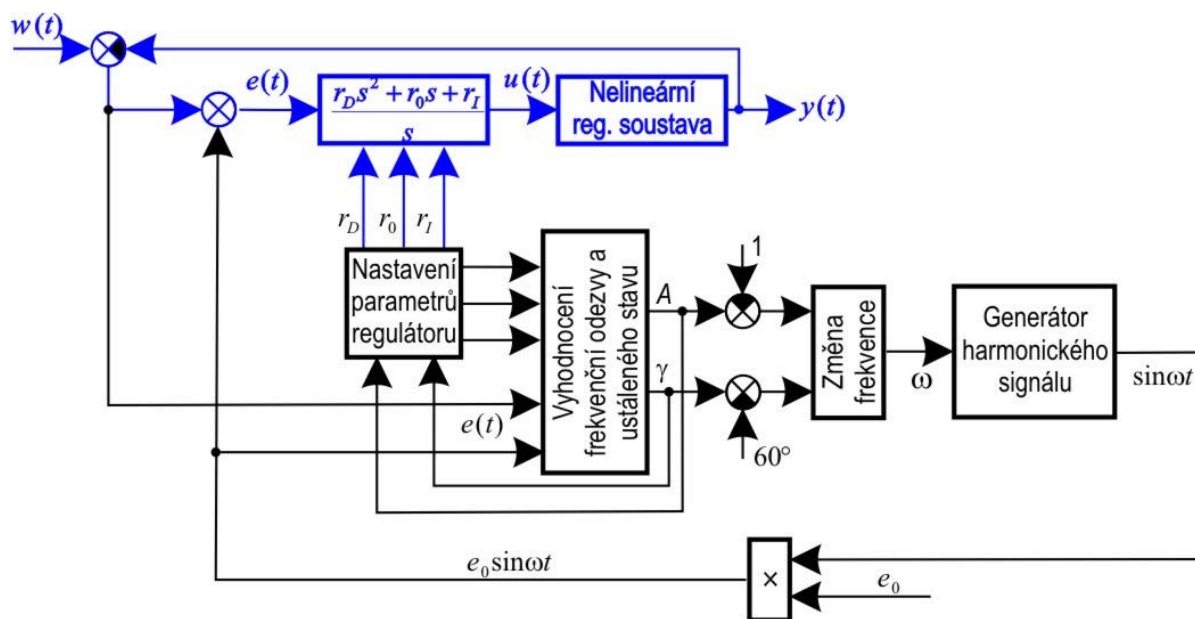 w(t)
e(t)
r_D s² + r_0 s + r_I
s
u(t)
Nelineární
reg. soustava
y(t)
r_D
r_0
r_I
Nastavení
parametrů
regulátoru
Vyhodnocení
frekvenční odezvy a
ustáleného stavu
A
γ
1
60°
Změna
frekvence
ω
Generátor
harmonického
signálu
sinωt
e(t)
e_0 sinωt
×
e_0